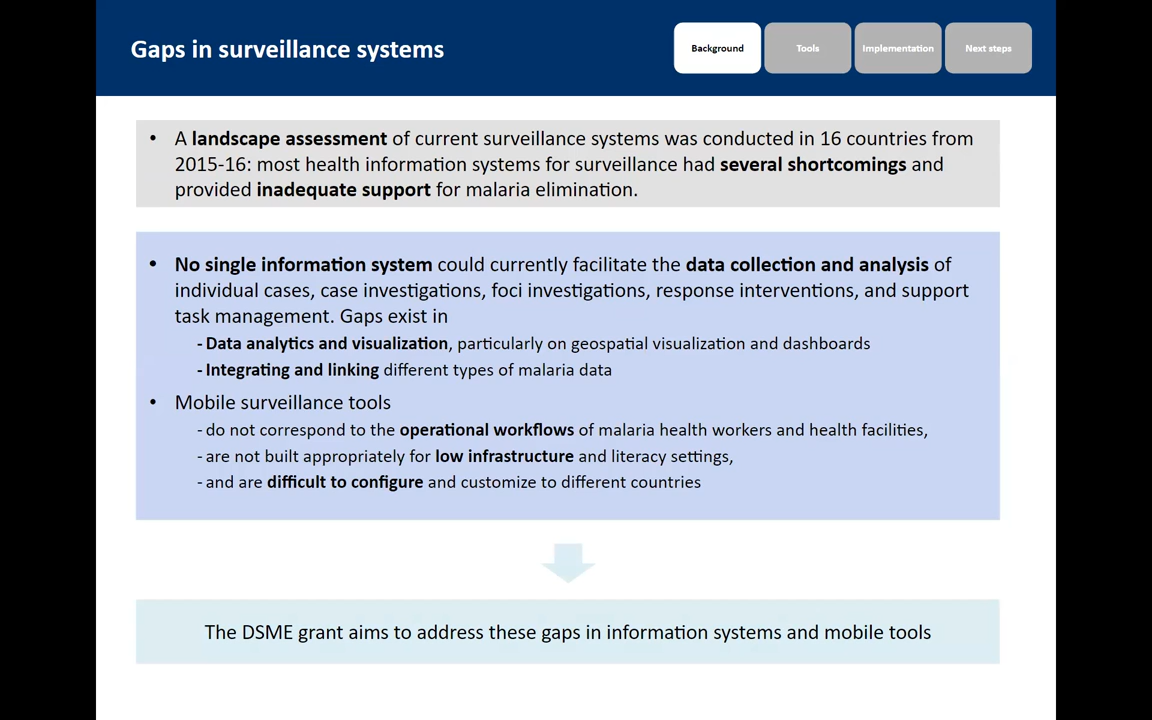 Gaps in surveillance systems
Background
Tools
Implementation
Next steps
• A landscape assessment of current surveillance systems was conducted in 16 countries from
2015-16: most health information systems for surveillance had several shortcomings and
provided inadequate support for malaria elimination.
• No single information system could currently facilitate the data collection and analysis of
individual cases, case investigations, foci investigations, response interventions, and support
task management. Gaps exist in
- Data analytics and visualization, particularly on geospatial visualization and dashboards
- Integrating and linking different types of malaria data
• Mobile surveillance tools
- do not correspond to the operational workflows of malaria health workers and health facilities,
- are not built appropriately for low infrastructure and literacy settings,
- and are difficult to configure and customize to different countries
The DSME grant aims to address these gaps in information systems and mobile tools